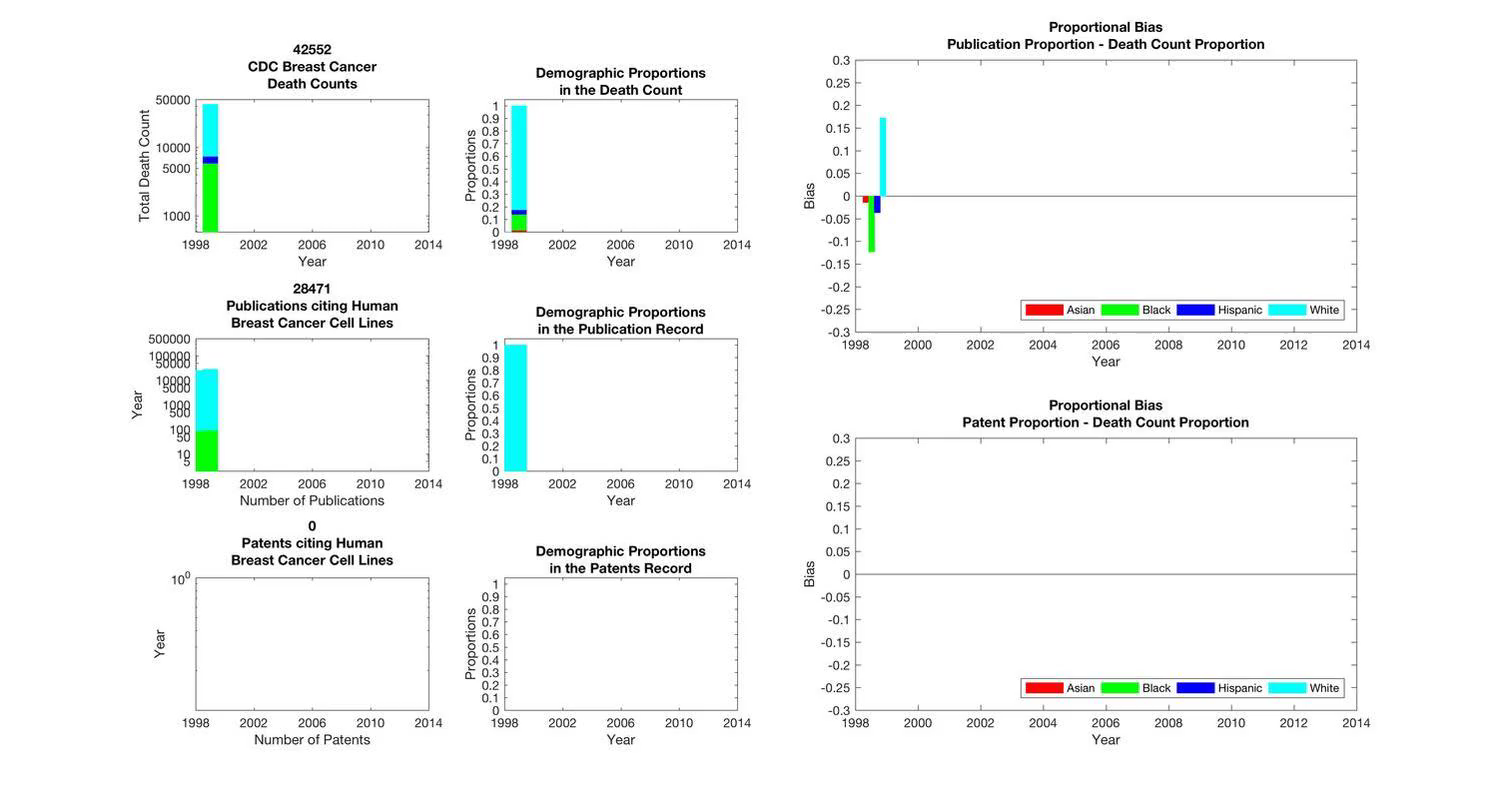 42552
CDC Breast Cancer
Death Counts
50000
10000
5000
1000
Total Death Count
1998 2002 2006 2010 2014
Year
Demographic Proportions
in the Death Count
1
0.9
0.8
0.7
0.6
0.5
0.4
0.3
0.2
0.1
0
Proportions
1998 2002 2006 2010 2014
Year
28471
Publications citing Human
Breast Cancer Cell Lines
500000
100000
50000
10000
5000
1000
500
100
50
10
5
Year
1998 2002 2006 2010 2014
Number of Publications
Demographic Proportions
in the Publication Record
1
0.9
0.8
0.7
0.6
0.5
0.4
0.3
0.2
0.1
0
Proportions
1998 2002 2006 2010 2014
Year
0
Patents citing Human
Breast Cancer Cell Lines
10^0
Year
1998 2002 2006 2010 2014
Number of Patents
Demographic Proportions
in the Patents Record
1
0.9
0.8
0.7
0.6
0.5
0.4
0.3
0.2
0.1
0
Proportions
1998 2002 2006 2010 2014
Year
Proportional Bias
Publication Proportion - Death Count Proportion
0.3
0.25
0.2
0.15
0.1
0.05
0
-0.05
-0.1
-0.15
-0.2
-0.25
-0.3
Bias
Asian Black Hispanic White
1998 2000 2002 2004 2006 2008 2010 2012 2014
Year
Proportional Bias
Patent Proportion - Death Count Proportion
0.3
0.25
0.2
0.15
0.1
0.05
0
-0.05
-0.1
-0.15
-0.2
-0.25
-0.3
Bias
Asian Black Hispanic White
1998 2000 2002 2004 2006 2008 2010 2012 2014
Year